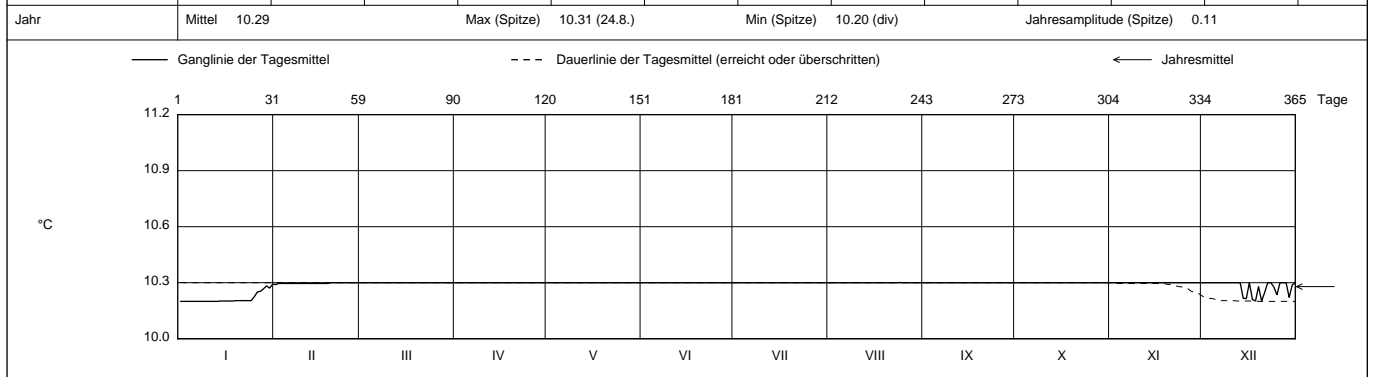 Jahr Mittel 10.29 Max (Spitze) 10.31 (24.8.) Min (Spitze) 10.20 (div) Jahresamplitude (Spitze) 0.11
Ganglinie der Tagesmittel Dauerlinie der Tagesmittel (erreicht oder überschritten) Jahresmittel
1 31 59 90 120 151 181 212 243 273 304 334 365 Tage
11.2
10.9
10.6
°C
10.3
10.0
I II III IV V VI VII VIII IX X XI XII